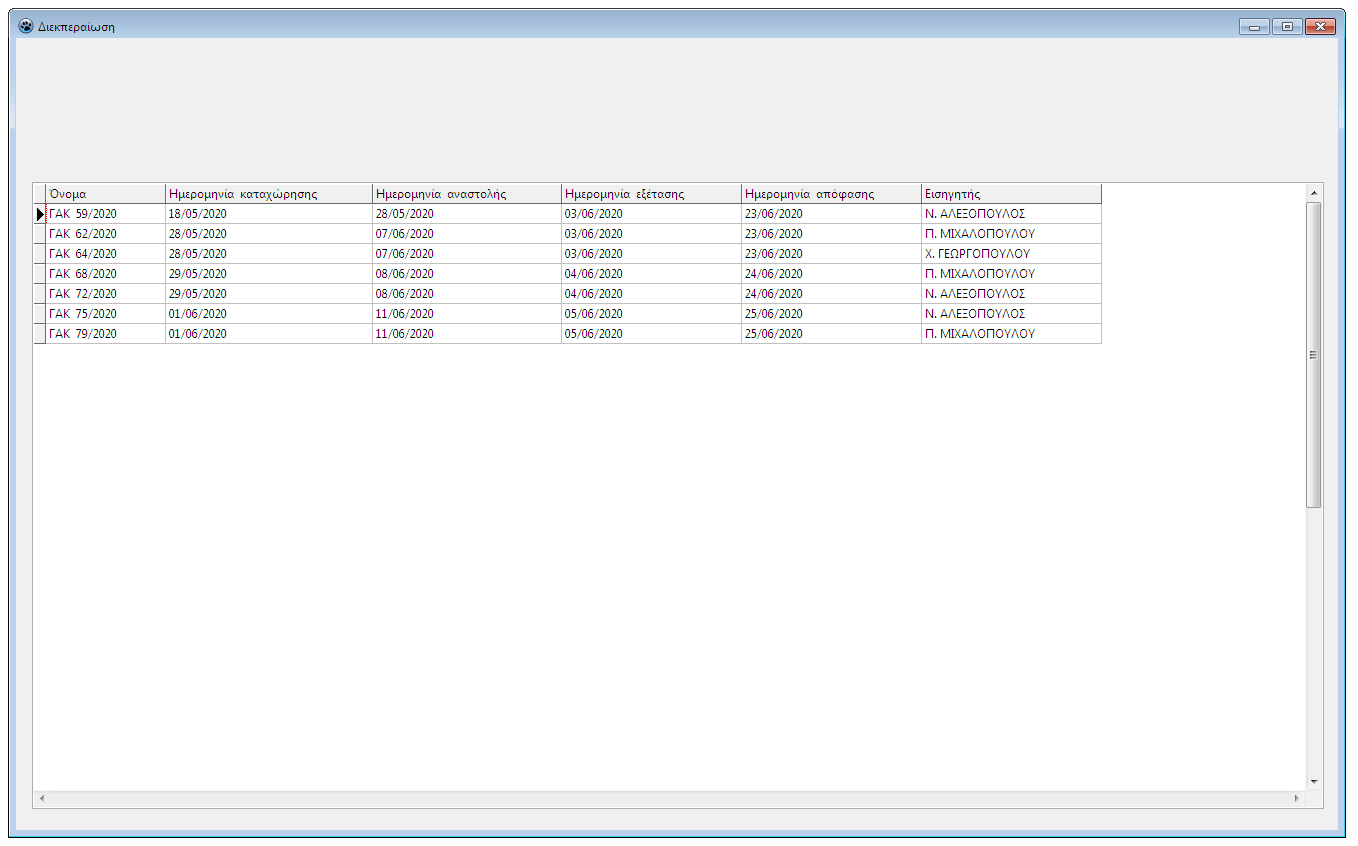 Διεκπεραίωση
Όνομα Ημερομηνία καταχώρησης Ημερομηνία αναστολής Ημερομηνία εξέτασης Ημερομηνία απόφασης Εισηγητής
ΓΑΚ 59/2020 18/05/2020 28/05/2020 03/06/2020 23/06/2020 Ν. ΑΛΕΞΟΠΟΥΛΟΣ
ΓΑΚ 62/2020 28/05/2020 07/06/2020 03/06/2020 23/06/2020 Π. ΜΙΧΑΛΟΠΟΥΛΟΥ
ΓΑΚ 64/2020 28/05/2020 07/06/2020 03/06/2020 23/06/2020 Χ. ΓΕΩΡΓΟΠΟΥΛΟΥ
ΓΑΚ 68/2020 29/05/2020 08/06/2020 04/06/2020 24/06/2020 Π. ΜΙΧΑΛΟΠΟΥΛΟΥ
ΓΑΚ 72/2020 29/05/2020 08/06/2020 04/06/2020 24/06/2020 Ν. ΑΛΕΞΟΠΟΥΛΟΣ
ΓΑΚ 75/2020 01/06/2020 11/06/2020 05/06/2020 25/06/2020 Ν. ΑΛΕΞΟΠΟΥΛΟΣ
ΓΑΚ 79/2020 01/06/2020 11/06/2020 05/06/2020 25/06/2020 Π. ΜΙΧΑΛΟΠΟΥΛΟΥ